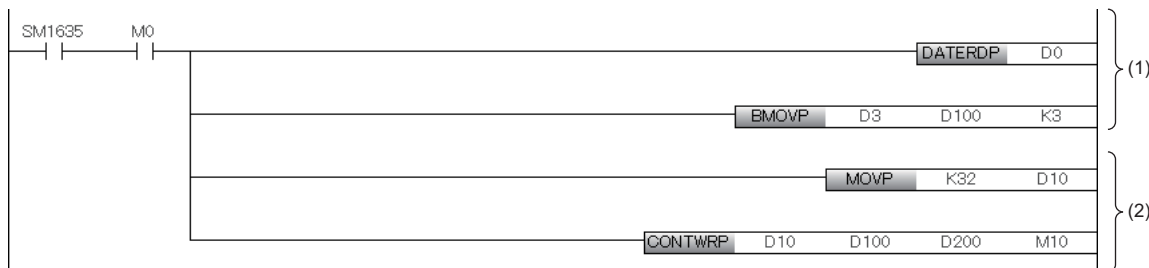 SM1635 M0
DATERDP D0
(1)
BMOVP D3 D100 K3
MOVP K32 D10
(2)
CONTWRP D10 D100 D200 M10